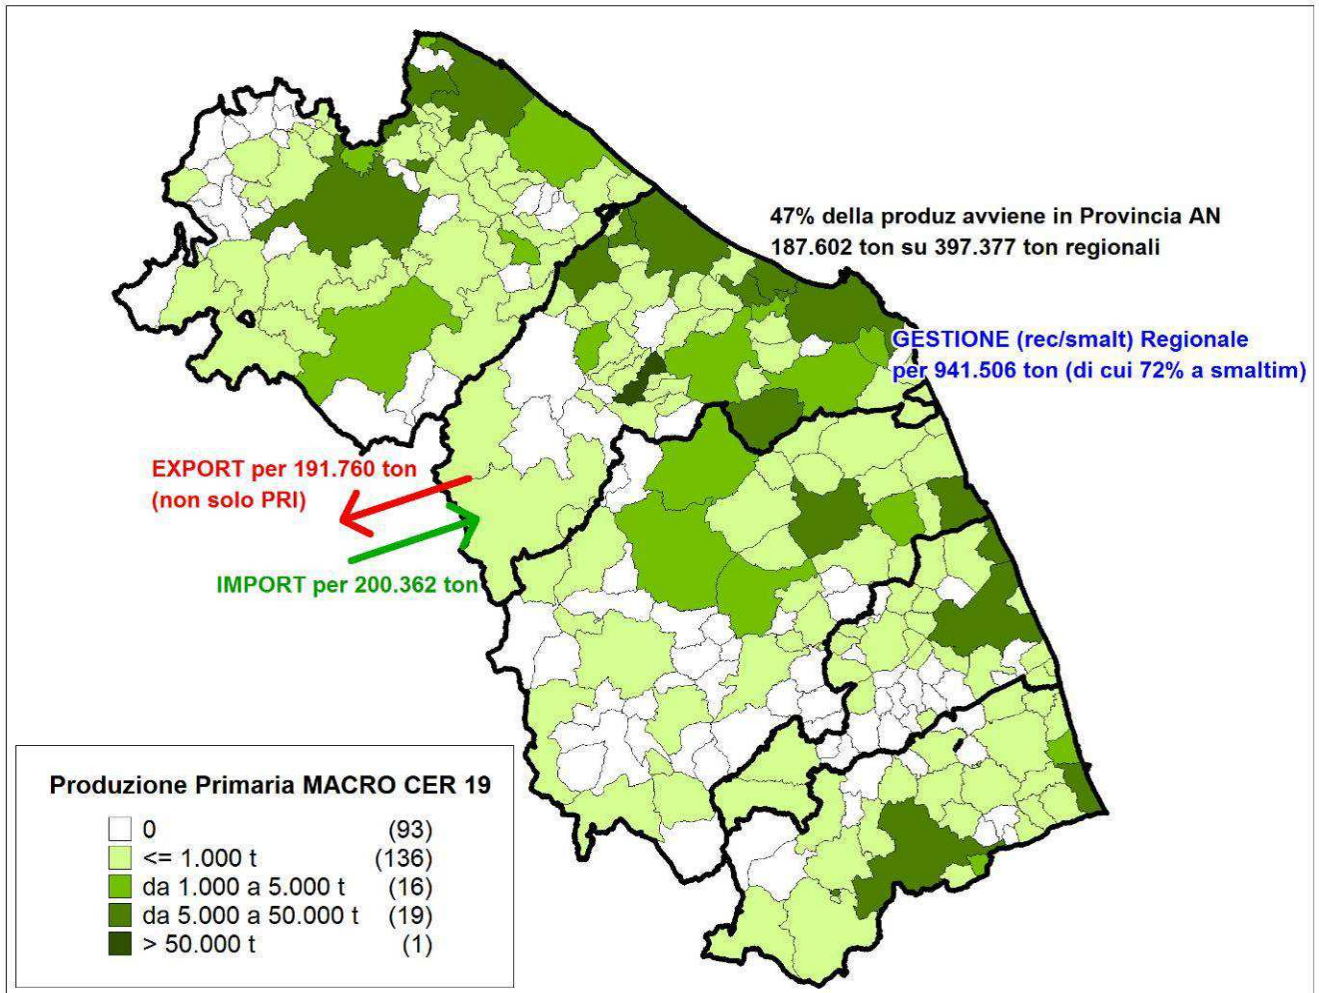 47% della produz avviene in Provincia AN
187.602 ton su 397.377 ton regionali
GESTIONE (rec/smalt) Regionale
per 941.506 ton (di cui 72% a smaltim)
EXPORT per 191.760 ton
(non solo PRI)
IMPORT per 200.362 ton
Produzione Primaria MACRO CER 19
0 (93)
<= 1.000 t (136)
da 1.000 a 5.000 t (16)
da 5.000 a 50.000 t (19)
> 50.000 t (1)